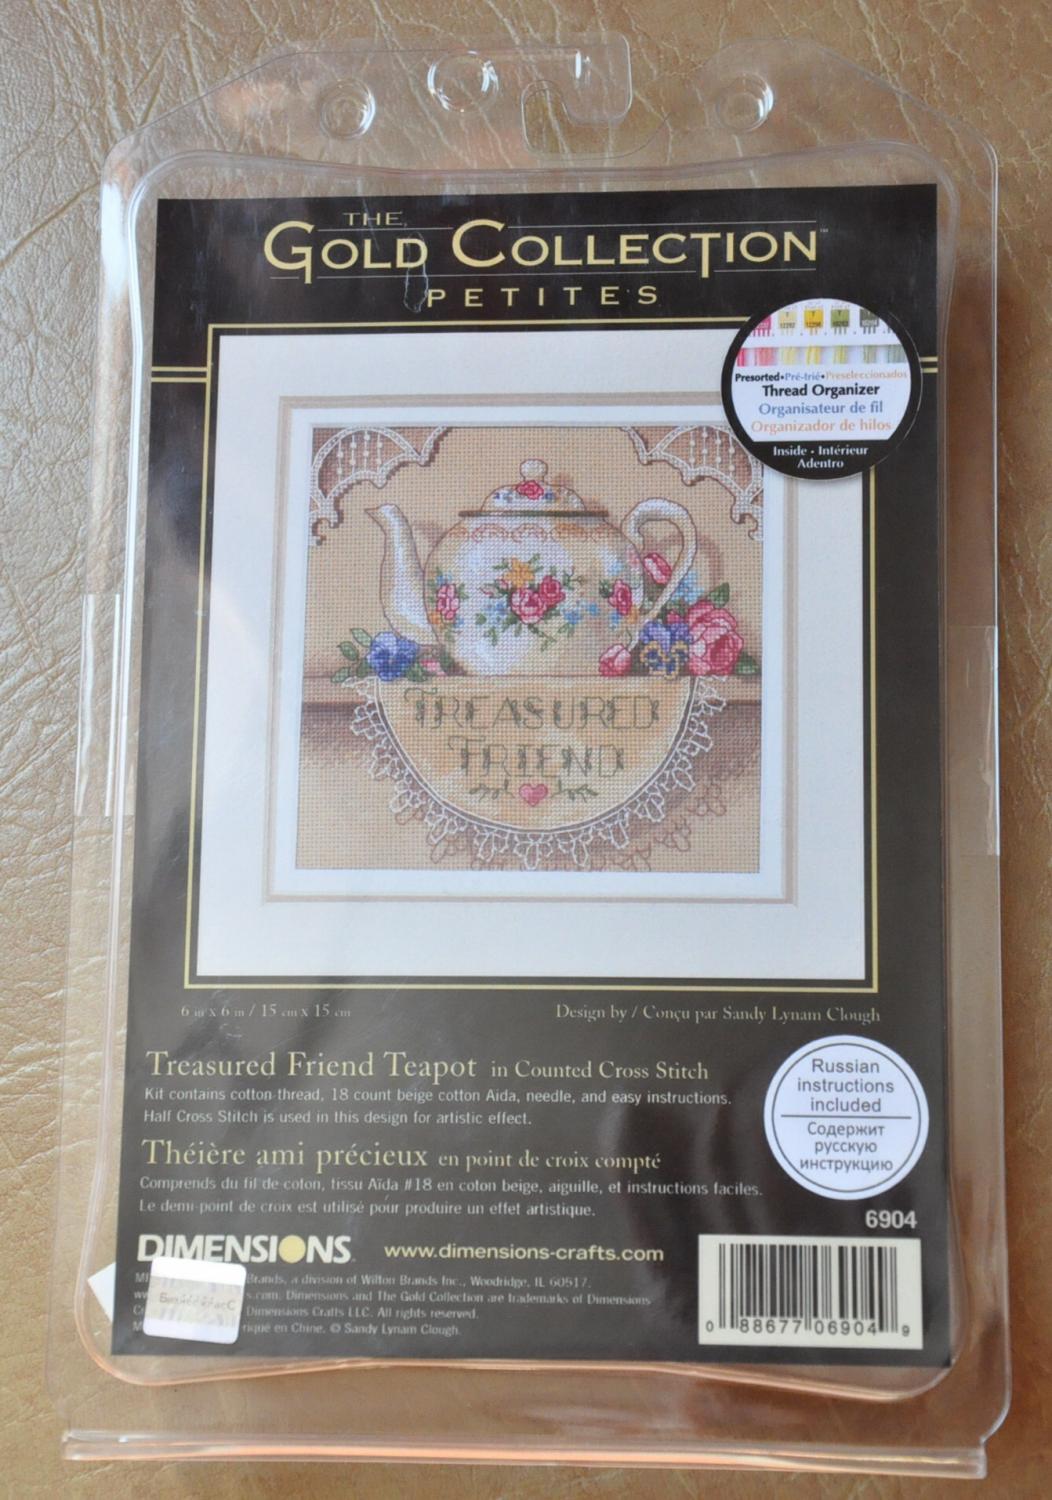 THE
GOLD COLLECTION™
PETITES
Presorted•Pré-trié•Preseleccionados
Thread Organizer
Organisateur de fil
Organizador de hilos
Inside • Intérieur
Adentro
TREASURED
FRIEND
6 in x 6 in / 15 cm x 15 cm
Design by / Conçu par Sandy Lynam Clough
Treasured Friend Teapot in Counted Cross Stitch
Kit contains cotton thread, 18 count beige cotton Aida, needle, and easy instructions.
Half Cross Stitch is used in this design for artistic effect.
Russian
instructions
included
Содержит
русскую
инструкцию
Théière ami précieux en point de croix compté
Comprends du fil de coton, tissu Aïda #18 en coton beige, aiguille, et instructions faciles.
Le demi-point de croix est utilisé pour produire un effet artistique.
6904
DIMENSIONS® www.dimensions-crafts.com
Brands, a division of Wilton Brands Inc., Woodridge, IL 60517.
s.com. Dimensions and The Gold Collection are trademarks of Dimensions
Dimensions Crafts LLC. All rights reserved.
riqué en Chine. © Sandy Lynam Clough.
0 88677 06904 9